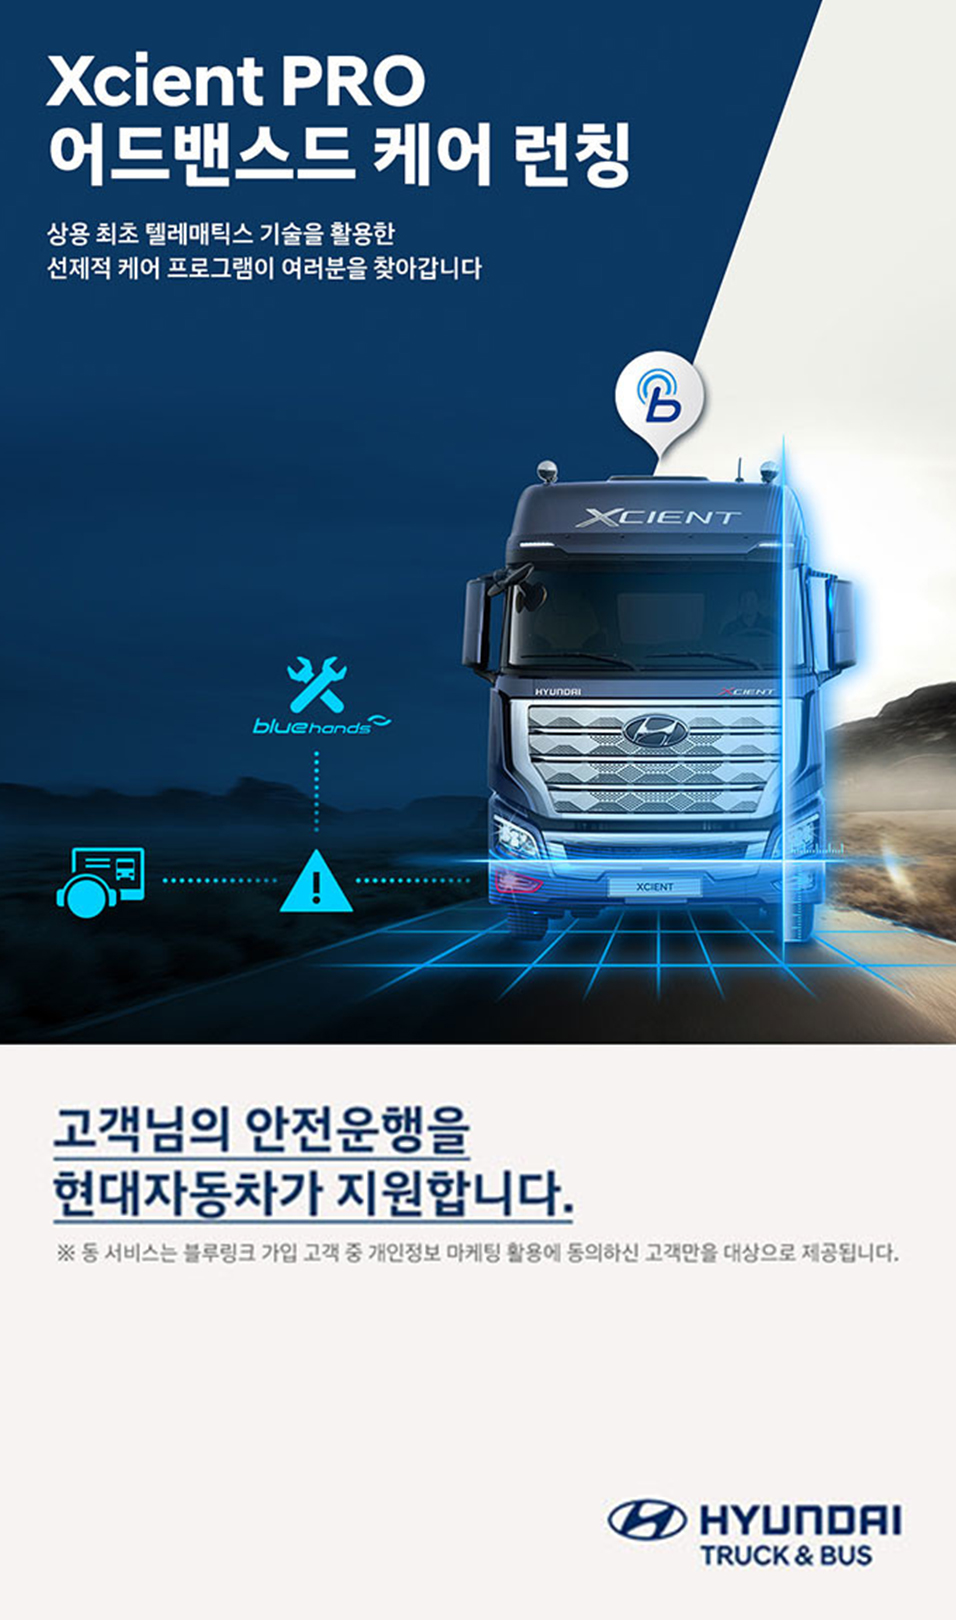 Xcient PRO
어드밴스드 케어 런칭
상용 최초 텔레매틱스 기술을 활용한
선제적 케어 프로그램이 여러분을 찾아갑니다
b
XCIENT
HYUNDAI
XCIENT
bluehands
XCIENT
고객님의 안전운행을
현대자동차가 지원합니다.
※ 동 서비스는 블루링크 가입 고객 중 개인정보 마케팅 활용에 동의하신 고객만을 대상으로 제공됩니다.
HYUNDAI
TRUCK & BUS